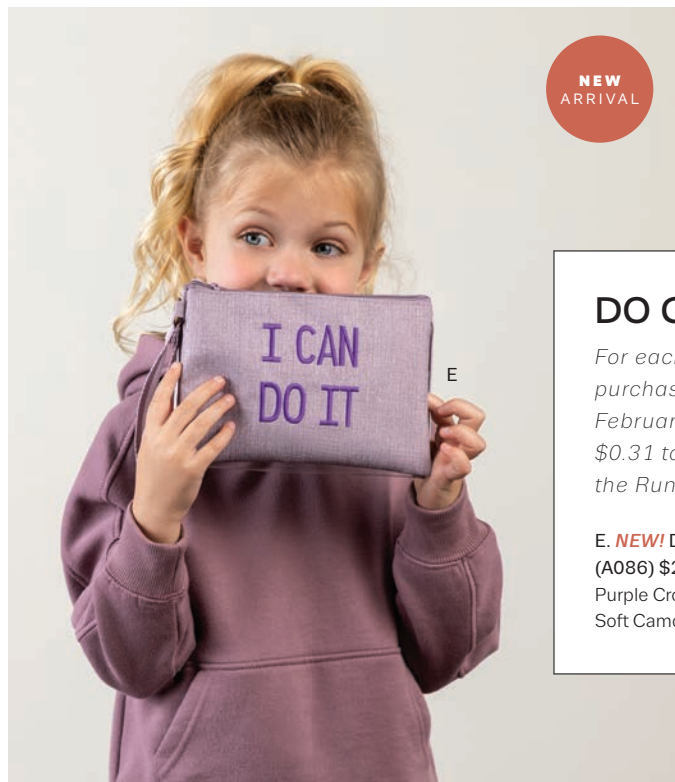 NEW
ARRIVAL
I CAN
DO IT
E
DO
For each
purchas
Februar
$0.31 to
the Run
E. NEW!
(A086) $2
Purple Cro
Soft Camo